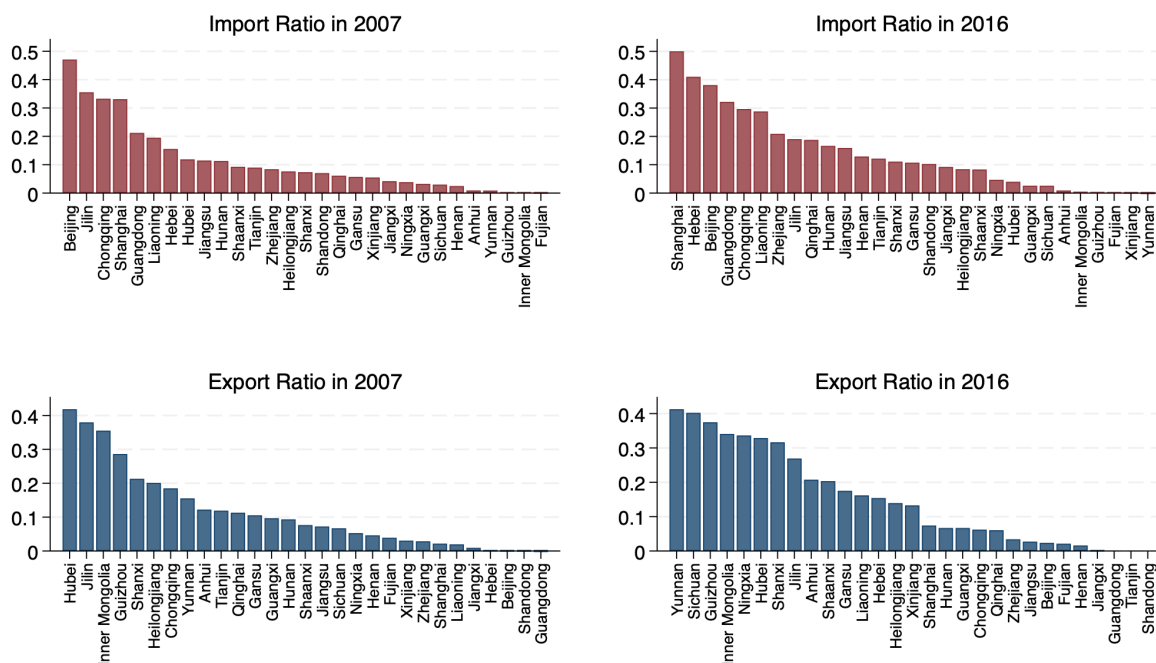 Import Ratio in 2007
0.5
0.4
0.3
0.2
0.1
0
Beijing
Jilin
Chongqing
Shanghai
Guangdong
Liaoning
Hebei
Hubei
Jiangsu
Hunan
Shaanxi
Tianjin
Zhejiang
Heilongjiang
Shanxi
Shandong
Qinghai
Gansu
Xinjiang
Jiangxi
Ningxia
Guangxi
Sichuan
Henan
Anhui
Yunnan
Guizhou
Inner Mongolia
Fujian
Import Ratio in 2016
0.5
0.4
0.3
0.2
0.1
0
Shanghai
Hebei
Beijing
Guangdong
Chongqing
Liaoning
Zhejiang
Jilin
Qinghai
Hunan
Jiangsu
Henan
Tianjin
Shanxi
Gansu
Shandong
Jiangxi
Heilongjiang
Shaanxi
Ningxia
Hubei
Guangxi
Sichuan
Anhui
Inner Mongolia
Guizhou
Fujian
Xinjiang
Yunnan
Export Ratio in 2007
0.4
0.3
0.2
0.1
0
Hubei
Jilin
nner Mongolia
Guizhou
Shanxi
Heilongjiang
Chongqing
Yunnan
Anhui
Tianjin
Qinghai
Gansu
Guangxi
Hunan
Shaanxi
Jiangsu
Sichuan
Ningxia
Henan
Fujian
Xinjiang
Zhejiang
Shanghai
Liaoning
Jiangxi
Hebei
Beijing
Shandong
Guangdong
Export Ratio in 2016
0.4
0.3
0.2
0.1
0
Yunnan
Sichuan
Guizhou
nner Mongolia
Ningxia
Hubei
Shanxi
Jilin
Anhui
Shaanxi
Gansu
Liaoning
Hebei
Heilongjiang
Xinjiang
Shanghai
Hunan
Guangxi
Chongqing
Qinghai
Zhejiang
Jiangsu
Beijing
Fujian
Henan
Jiangxi
Guangdong
Tianjin
Shandong